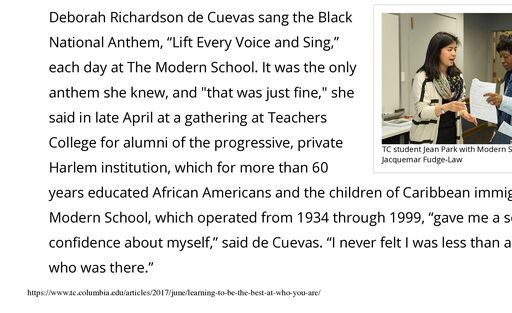 Deborah Richardson de Cuevas sang the Black
National Anthem, “Lift Every Voice and Sing,”
each day at The Modern School. It was the only
anthem she knew, and "that was just fine," she
said in late April at a gathering at Teachers
College for alumni of the progressive, private
Harlem institution, which for more than 60
years educated African Americans and the children of Caribbean
Modern School, which operated from 1934 through 1999, “gave me a
confidence about myself,” said de Cuevas. “I never felt I was less than
who was there.”
TC student Jean Park with Modern
Jacquemar Fudge-Law
https://www.tc.columbia.edu/articles/2017/june/learning-to-be-the-best-at-who-you-are/